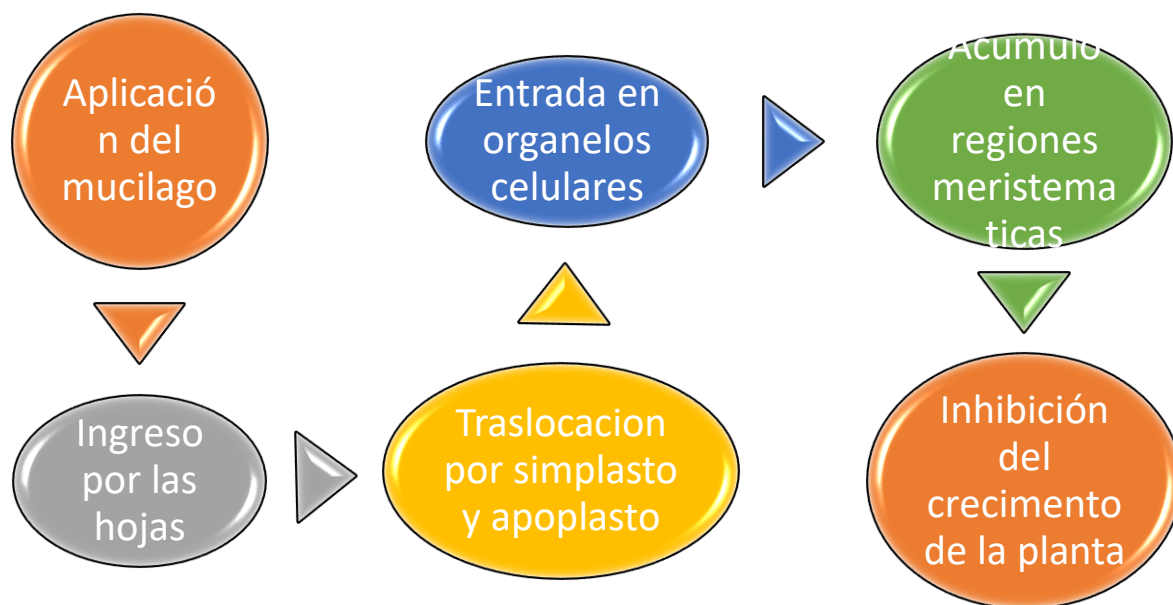 Aplicació
n del
mucilago
Ingreso
por las
hojas
Traslocacion
por simplasto
y apoplasto
Entrada en
organelos
celulares
Acumulo
en
regiones
meristema
ticas
Inhibición
del
crecimento
de la planta